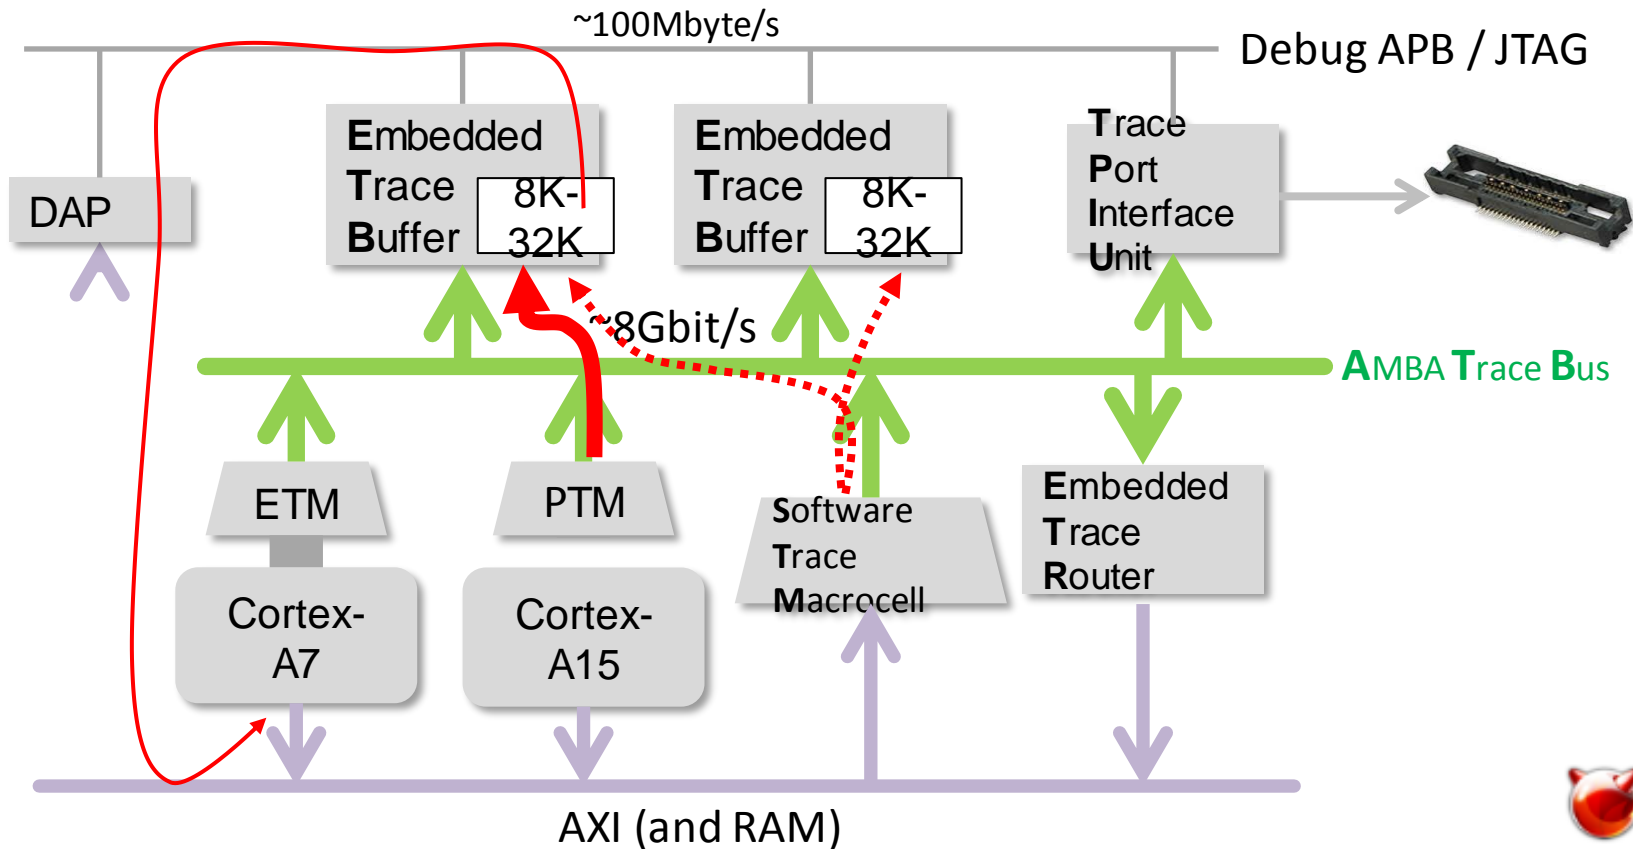 ~100Mbyte/s
Debug APB / JTAG
Embedded
Trace
Buffer
8K-
32K
Embedded
Trace
Buffer
8K-
32K
Trace
Port
Interface
Unit
DAP
~8Gbit/s
AMBA Trace Bus
ETM
PTM
Software
Trace
Macrocell
Embedded
Trace
Router
Cortex-
A7
Cortex-
A15
AXI (and RAM)